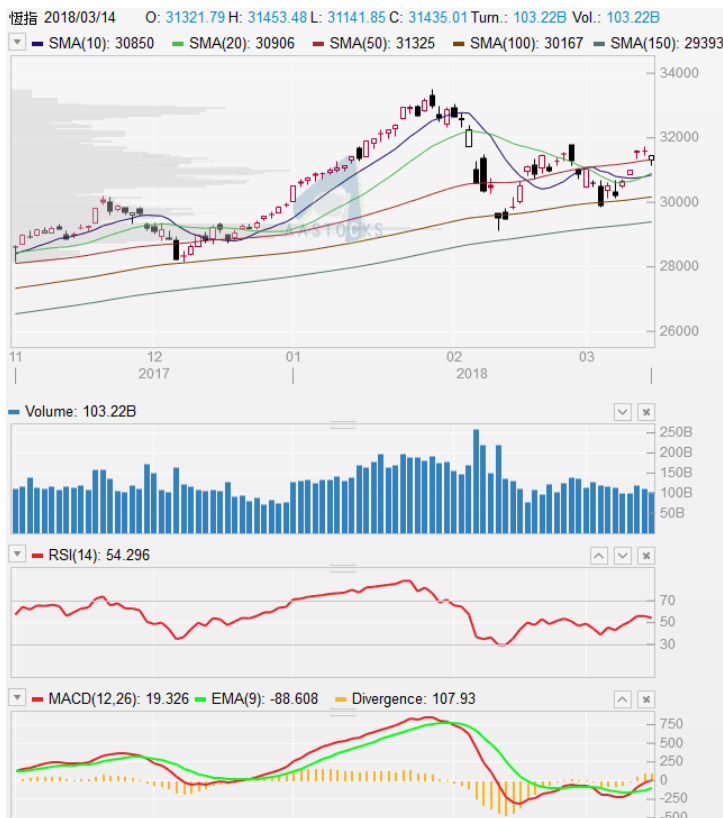 恆指 2018/03/14 O: 31321.79 H: 31453.48 L: 31141.85 C: 31435.01 Turn.: 103.22B Vol.: 103.22B
SMA(10): 30850 SMA(20): 30906 SMA(50): 31325 SMA(100): 30167 SMA(150): 29393
34000
32000
30000
AASTOCKS
28000
26000
11 12 01 02 03
2017 2018
Volume: 103.22B
250B
200B
150B
100B
50B
RSI(14): 54.296
70
50
30
MACD(12,26): 19.326 EMA(9): -88.608 Divergence: 107.93
750
500
250
0
-250
-500